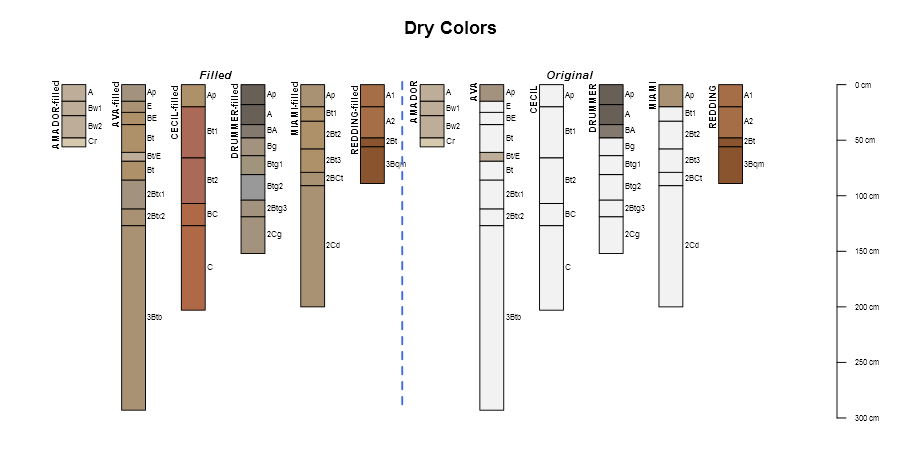 Dry Colors
Filled
Original
AMADOR-filled
A
Bw1
Bw2
Cr
AVA-filled
Ap
E
BE
Bt
Bt/E
Bt
2Btx1
2Btx2
3Btb
CECIL-filled
Ap
Bt1
Bt2
BC
C
DRUMMER-filled
Ap
A
BA
Bg
Btg1
Btg2
2Btg3
2Cg
MIAMI-filled
Ap
Bt1
2Bt2
2Bt3
2BCt
2Cd
REDDING-filled
A1
A2
2Bt
3Bqm
AMADOR
A
Bw1
Bw2
Cr
AVA
Ap
E
BE
Bt
Bt/E
Bt
2Btx1
2Btx2
3Btb
CECIL
Ap
Bt1
Bt2
BC
C
DRUMMER
Ap
A
BA
Bg
Btg1
Btg2
2Btg3
2Cg
MIAMI
Ap
Bt1
2Bt2
2Bt3
2BCt
2Cd
REDDING
A1
A2
2Bt
3Bqm
0 cm
50 cm
100 cm
150 cm
200 cm
250 cm
300 cm